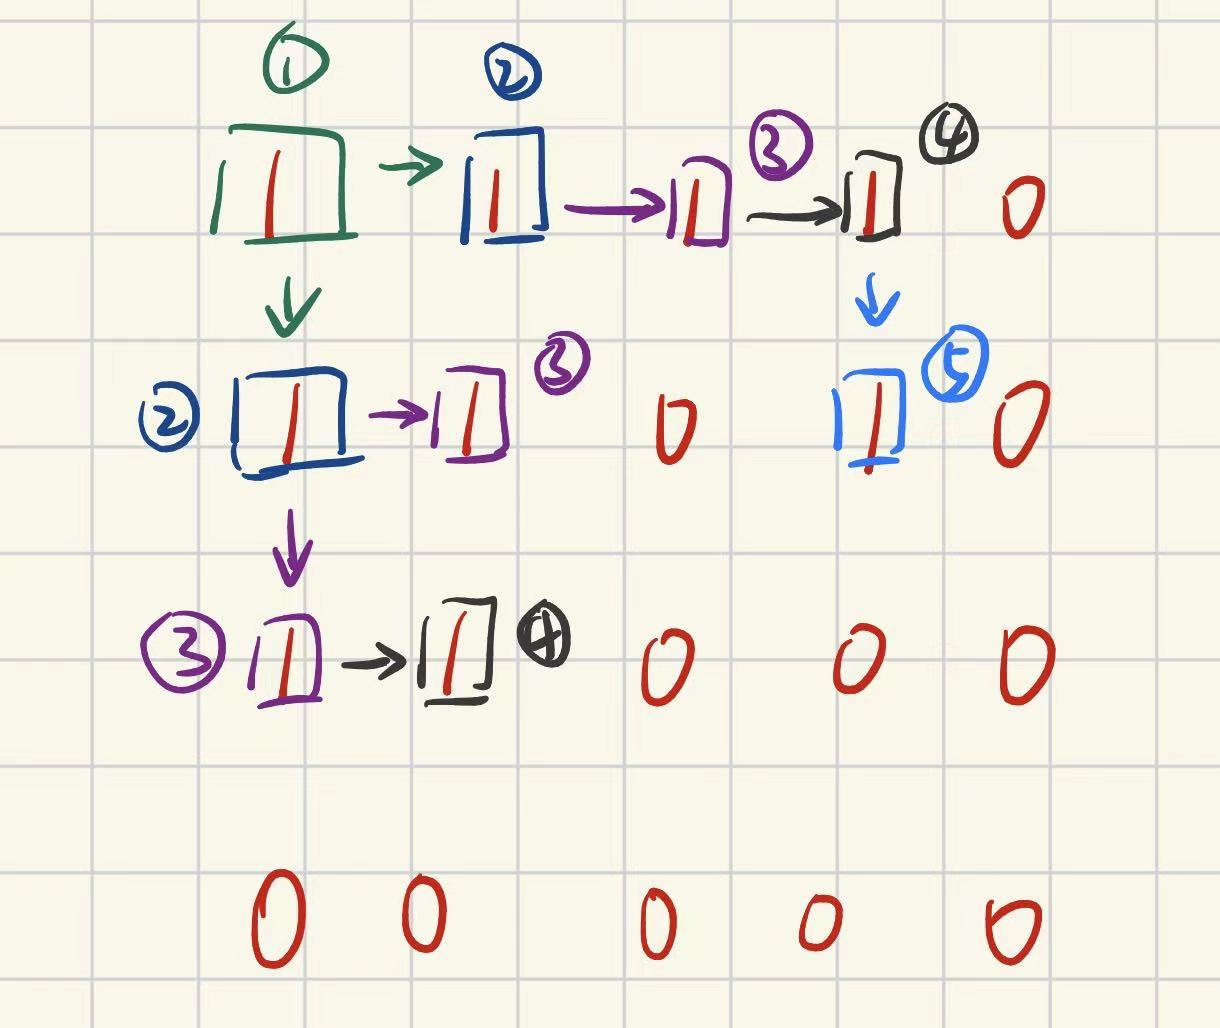 ① ②
③ ④
1 → 1 → 1 → 1 0
↓ ↓
② ③ ⑤
1 → 1 0 1 0
↓
③ ④
1 → 1 0 0 0
0 0 0 0 0